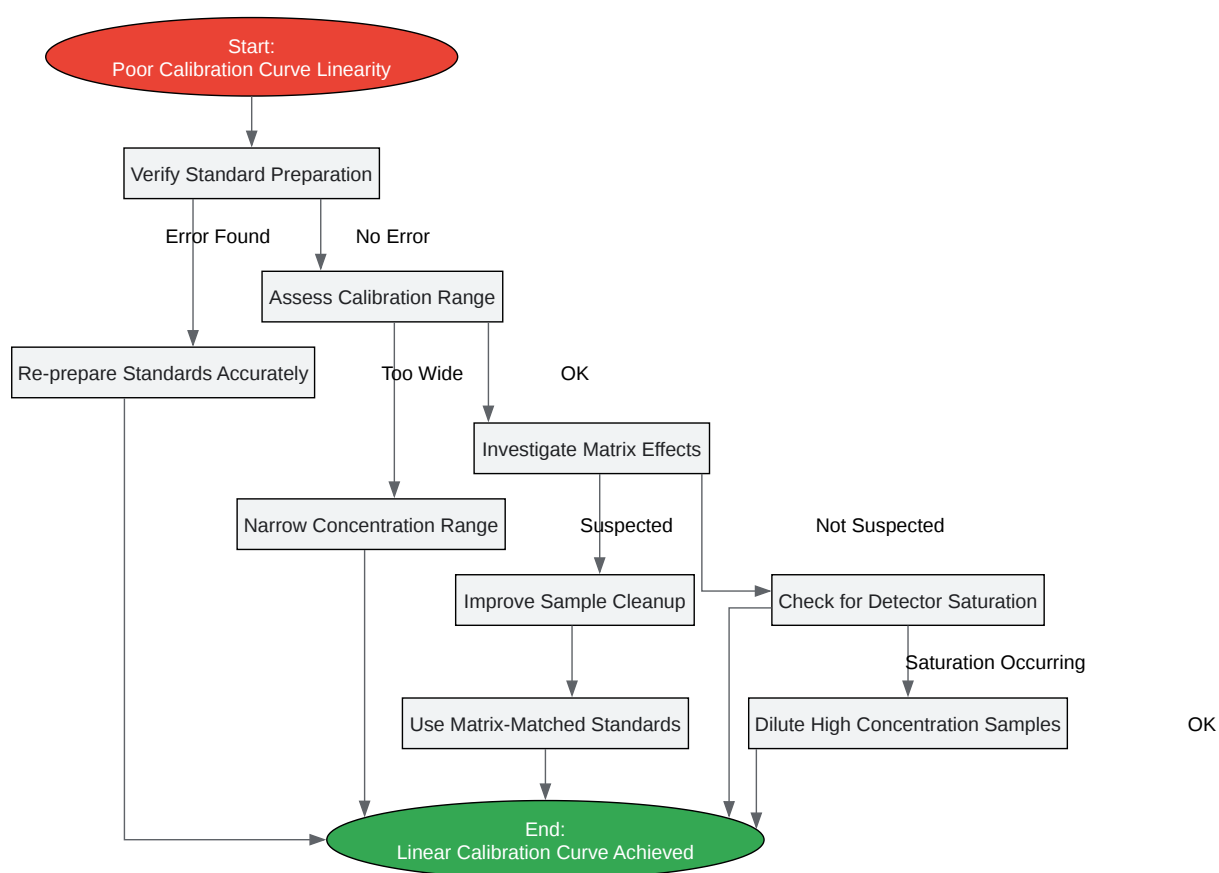 Start:
Poor Calibration Curve Linearity
Verify Standard Preparation
Error Found
No Error
Assess Calibration Range
Re-prepare Standards Accurately
Too Wide
OK
Investigate Matrix Effects
Narrow Concentration Range
Suspected
Not Suspected
Improve Sample Cleanup
Check for Detector Saturation
Saturation Occurring
Use Matrix-Matched Standards
Dilute High Concentration Samples
OK
End:
Linear Calibration Curve Achieved